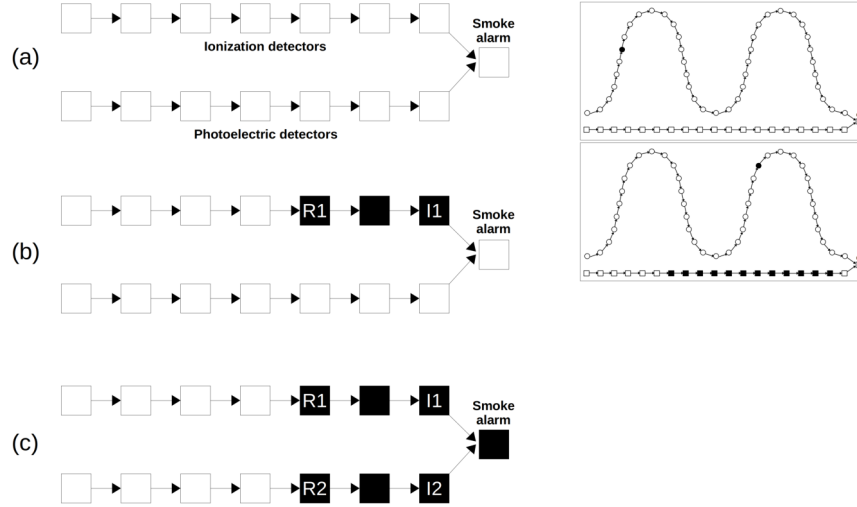 Smoke
alarm
(a)
Ionization detectors
Photoelectric detectors
Smoke
alarm
(b)
R1
I1
Smoke
alarm
(c)
R1
I1
R2
I2